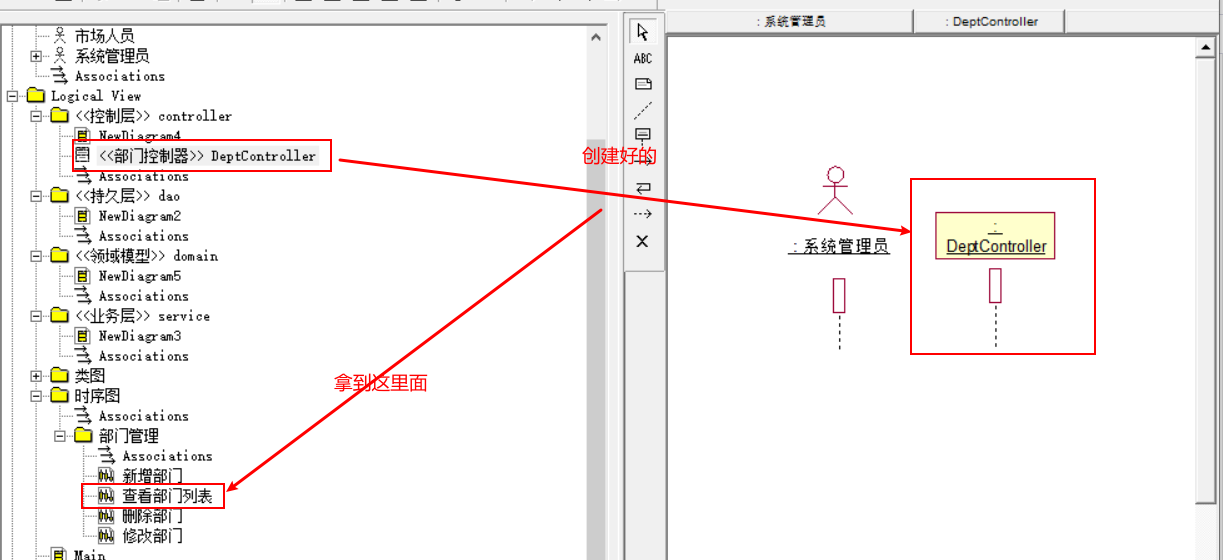 市场人员
系统管理员
Associations
Logical View
<<控制层>> controller
NewDiagram4
<<部门控制器>> DeptController
Associations
<<持久层>> dao
NewDiagram2
Associations
<<领域模型>> domain
NewDiagram5
Associations
<<业务层>> service
NewDiagram3
Associations
类图
时序图
Associations
部门管理
Associations
新增部门
查看部门列表
删除部门
修改部门
Main
ABC
创建好的
拿到这里面
: 系统管理员
: DeptController
: 系统管理员
:
DeptController